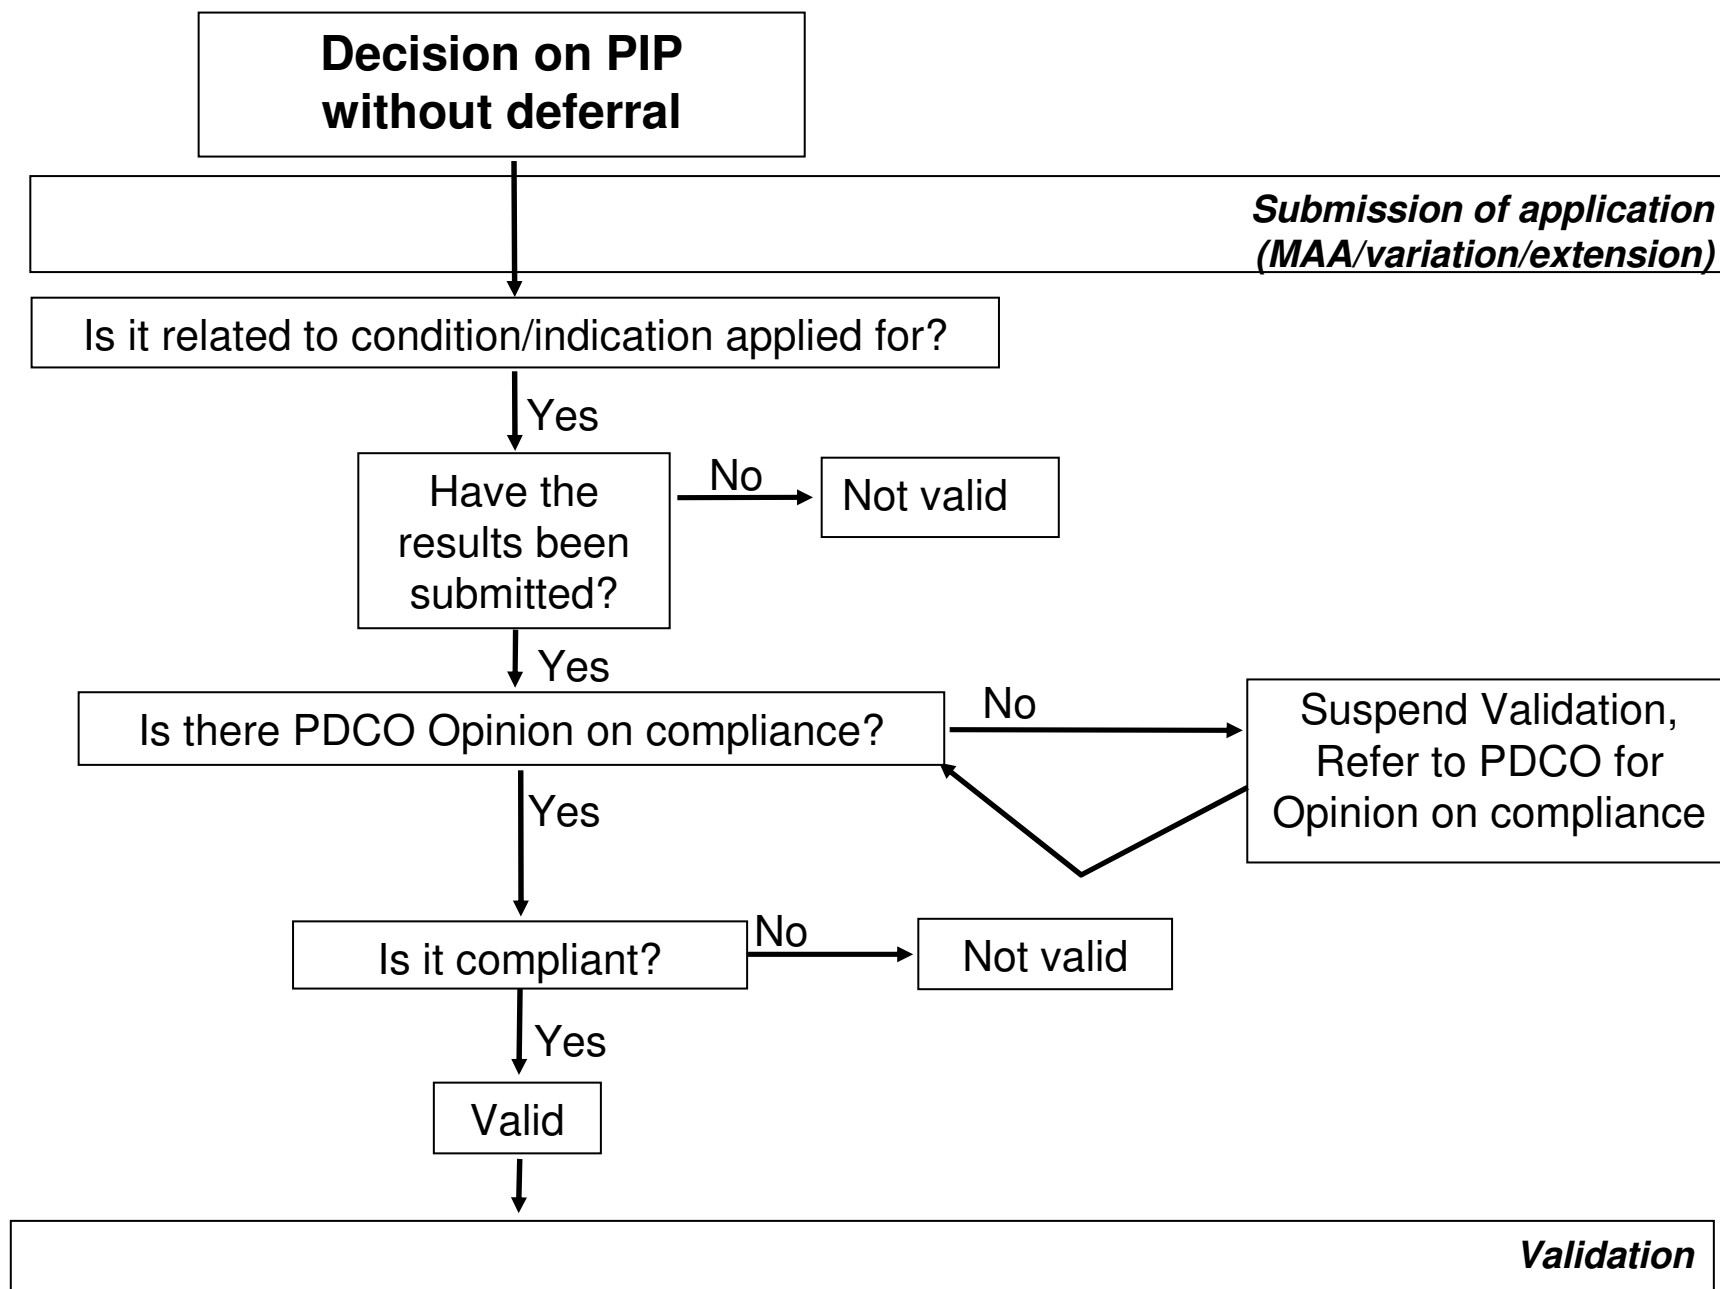 Decision on PIP
without deferral
Submission of application
(MAA/variation/extension)
Is it related to condition/indication applied for?
Yes
Have the
results been
submitted?
No
Not valid
Yes
Is there PDCO Opinion on compliance?
No
Suspend Validation,
Refer to PDCO for
Opinion on compliance
Yes
Is it compliant?
No
Not valid
Yes
Valid
Validation